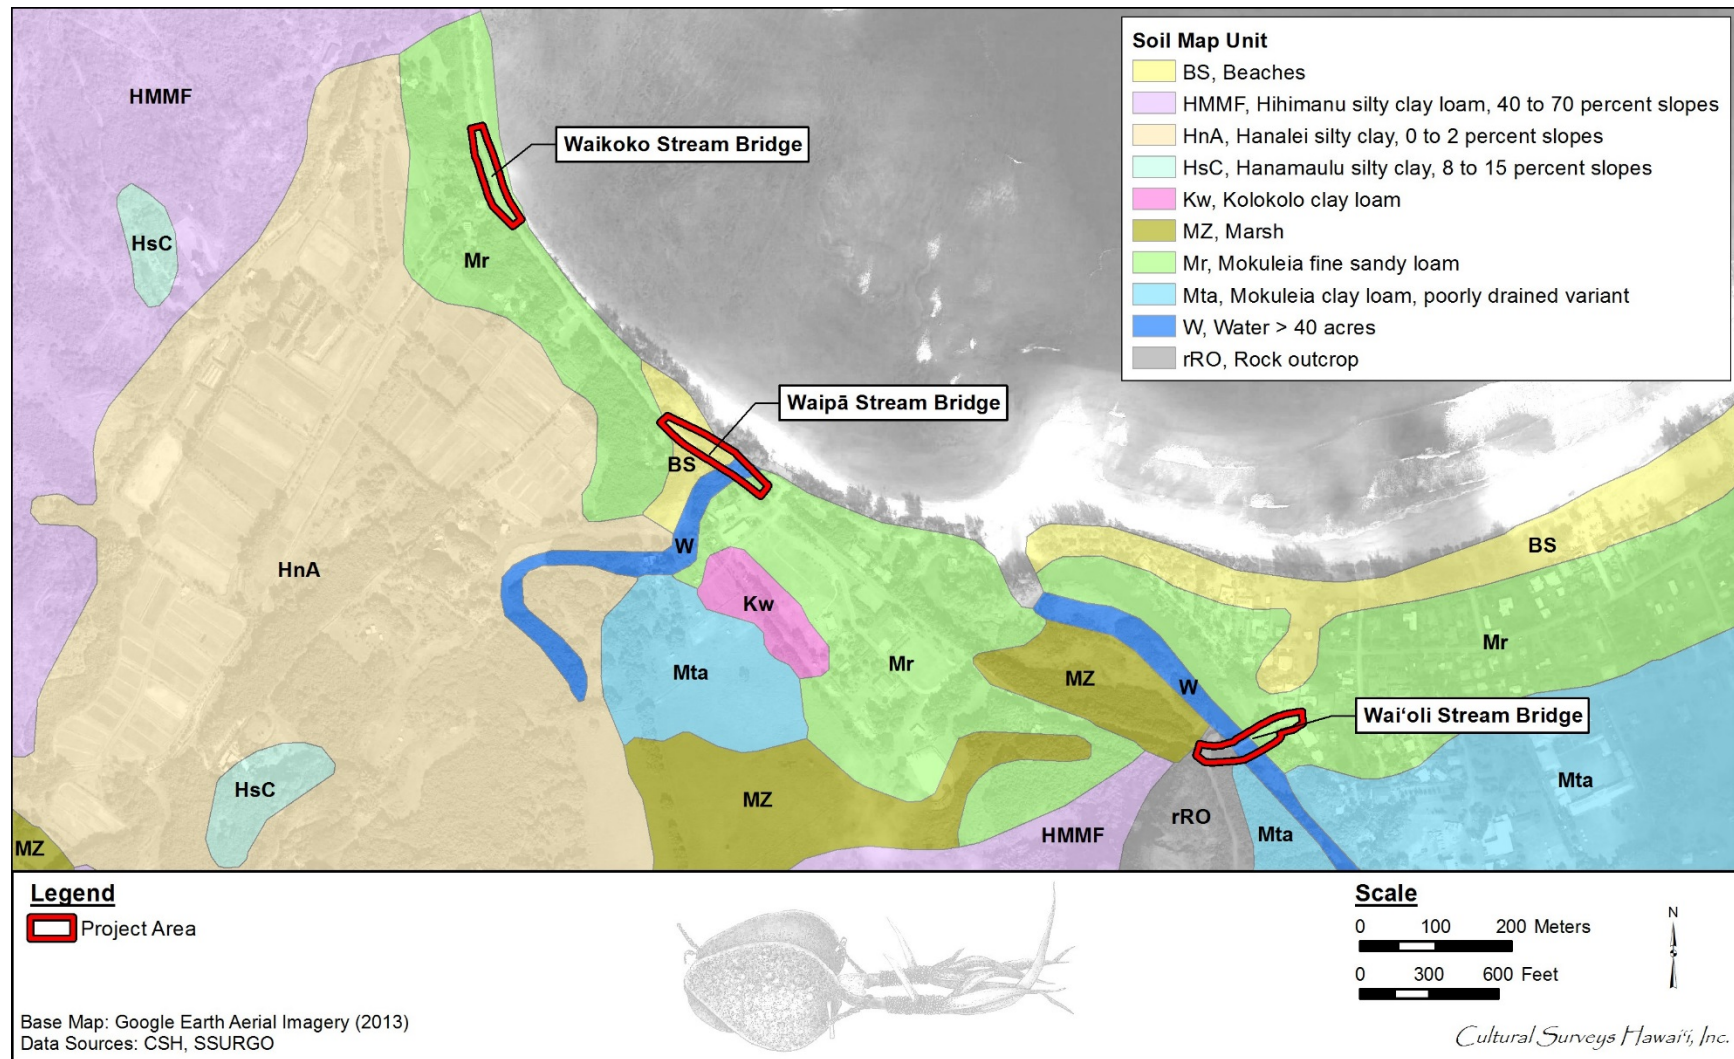 Soil Map Unit
BS, Beaches
HMMF, Hihimanu silty clay loam, 40 to 70 percent slopes
HnA, Hanalei silty clay, 0 to 2 percent slopes
HsC, Hanamaulu silty clay, 8 to 15 percent slopes
Kw, Kolokolo clay loam
MZ, Marsh
Mr, Mokuleia fine sandy loam
Mta, Mokuleia clay loam, poorly drained variant
W, Water > 40 acres
rRO, Rock outcrop
HMMF
Waikoko Stream Bridge
HsC
Mr
Waipā Stream Bridge
BS
W
BS
HnA
Kw
Mr
Mta
Mr
MZ
W
Wai‘oli Stream Bridge
HsC
MZ
Mta
rRO
HMMF
Mta
MZ
Legend
Project Area
Scale
0 100 200 Meters
0 300 600 Feet
N
Base Map: Google Earth Aerial Imagery (2013)
Data Sources: CSH, SSURGO
Cultural Surveys Hawai‘i, Inc.